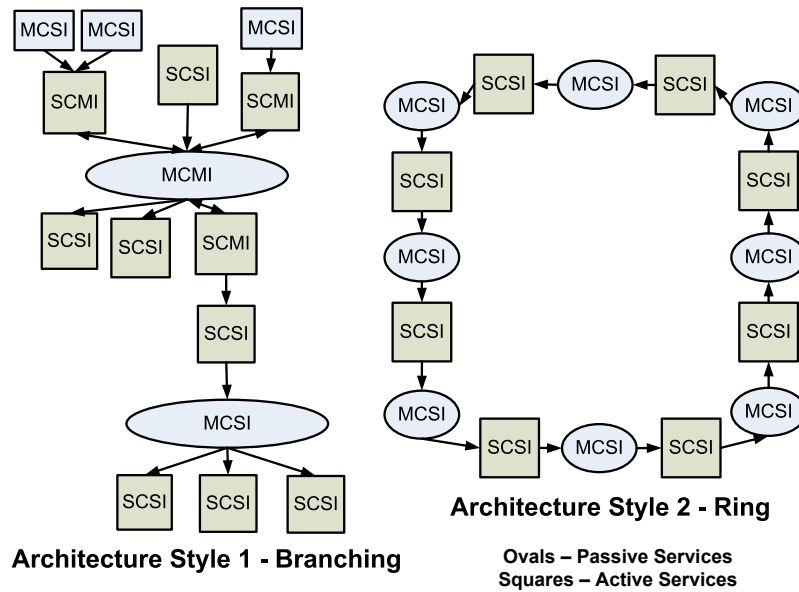 MCSI MCSI MCSI
SCMI SCSI SCMI
MCMI
SCSI SCSI SCMI
SCSI
MCSI
SCSI SCSI SCSI
Architecture Style 1 - Branching
MCSI SCSI MCSI SCSI MCSI
SCSI SCSI
MCSI MCSI
SCSI SCSI
MCSI MCSI
SCSI MCSI SCSI
Architecture Style 2 - Ring
Ovals – Passive Services
Squares – Active Services